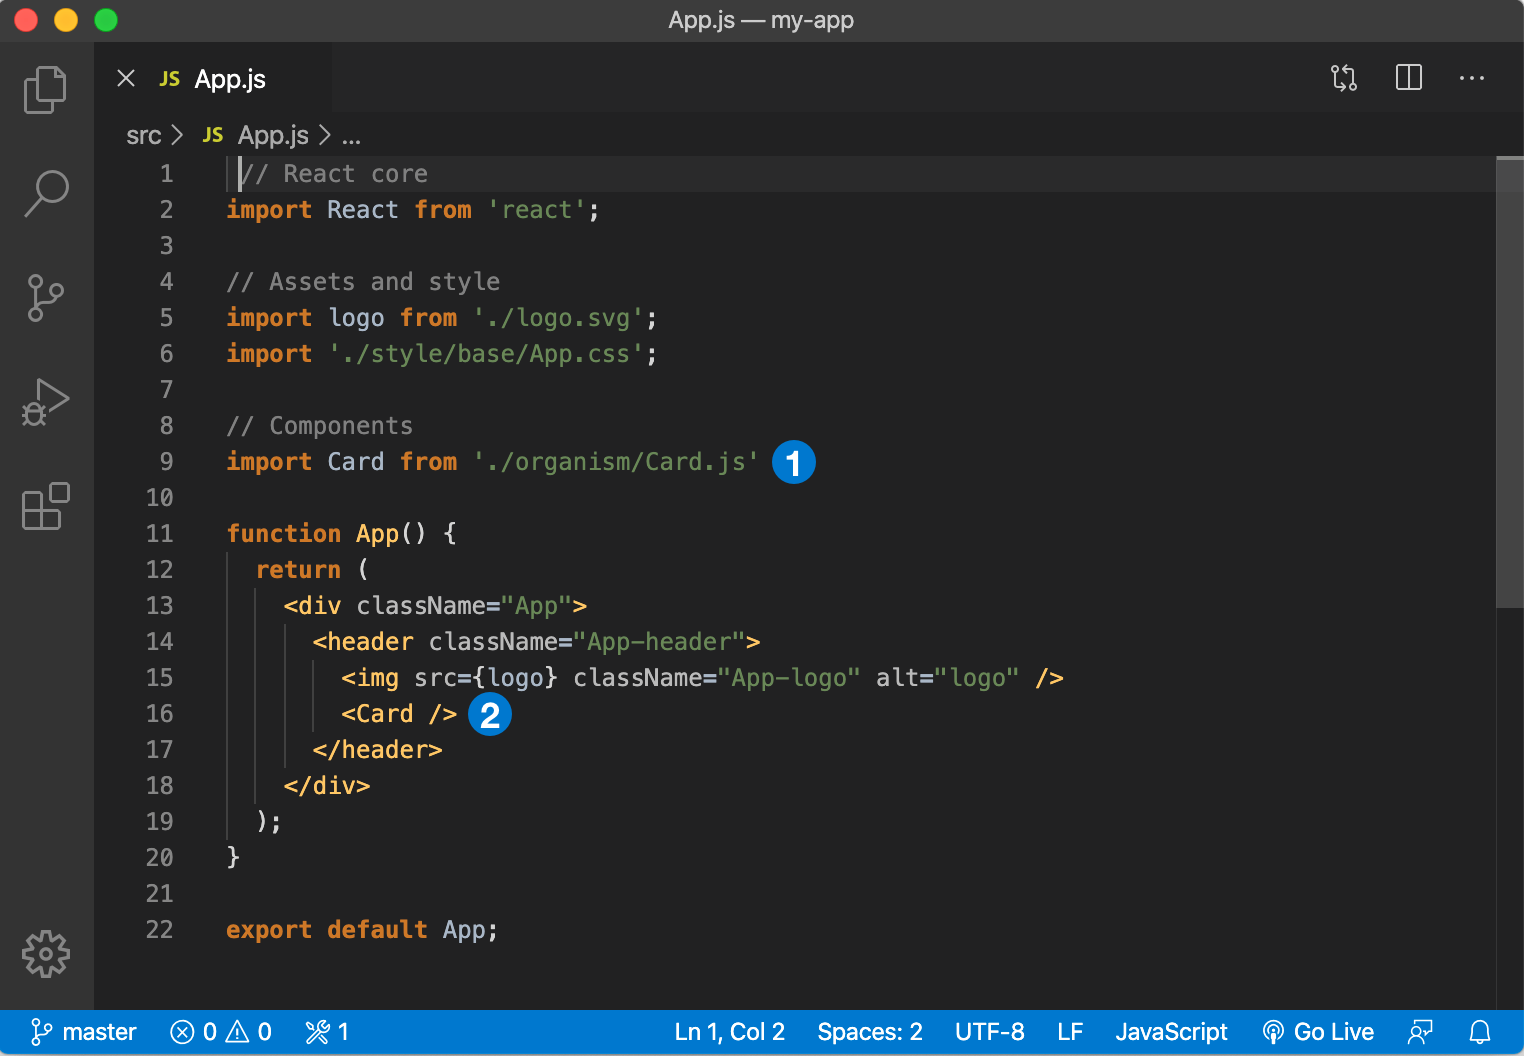 App.js — my-app
JS App.js
src > JS App.js > ...
1 // React core
2 import React from 'react';
3
4 // Assets and style
5 import logo from './logo.svg';
6 import './style/base/App.css';
7
8 // Components
9 import Card from './organism/Card.js' 1
10
11 function App() {
12 return (
13 <div className="App">
14 <header className="App-header">
15 <img src={logo} className="App-logo" alt="logo" />
16 <Card /> 2
17 </header>
18 </div>
19 );
20 }
21
22 export default App;
master 0 0 1 Ln 1, Col 2 Spaces: 2 UTF-8 LF JavaScript Go Live